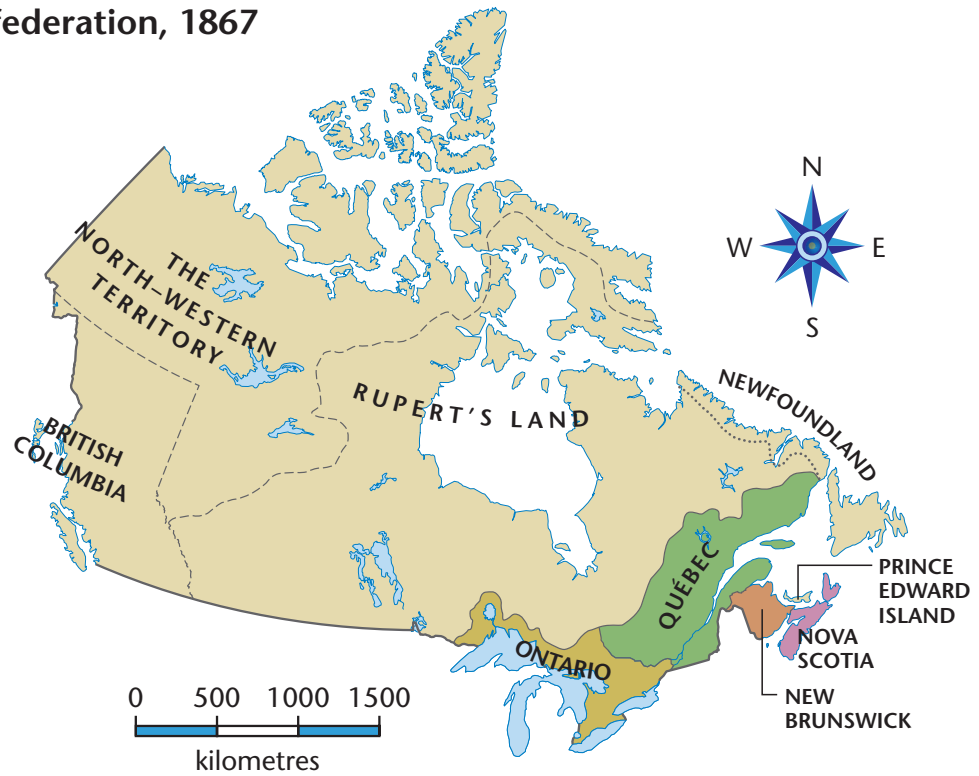 federation, 1867
N
W
E
S
THE
NORTH–WESTERN
TERRITORY
RUPERT'S LAND
NEWFOUNDLAND
BRITISH
COLUMBIA
QUÉBEC
ONTARIO
PRINCE
EDWARD
ISLAND
NOVA
SCOTIA
NEW
BRUNSWICK
0 500 1000 1500
kilometres